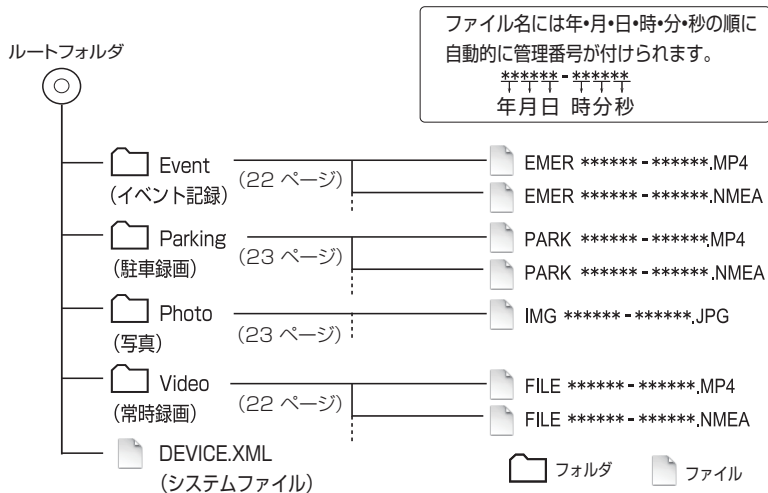 ファイル名には年・月・日・時・分・秒の順に
自動的に管理番号が付けられます。
******-******
年月日 時分秒
ルートフォルダ
Event (22 ページ) EMER ******-******.MP4
(イベント記録) EMER ******-******.NMEA
Parking (23 ページ) PARK ******-******.MP4
(駐車録画) PARK ******-******.NMEA
Photo (23 ページ) IMG ******-******.JPG
(写真)
Video (22 ページ) FILE ******-******.MP4
(常時録画) FILE ******-******.NMEA
DEVICE.XML
(システムファイル)
フォルダ ファイル